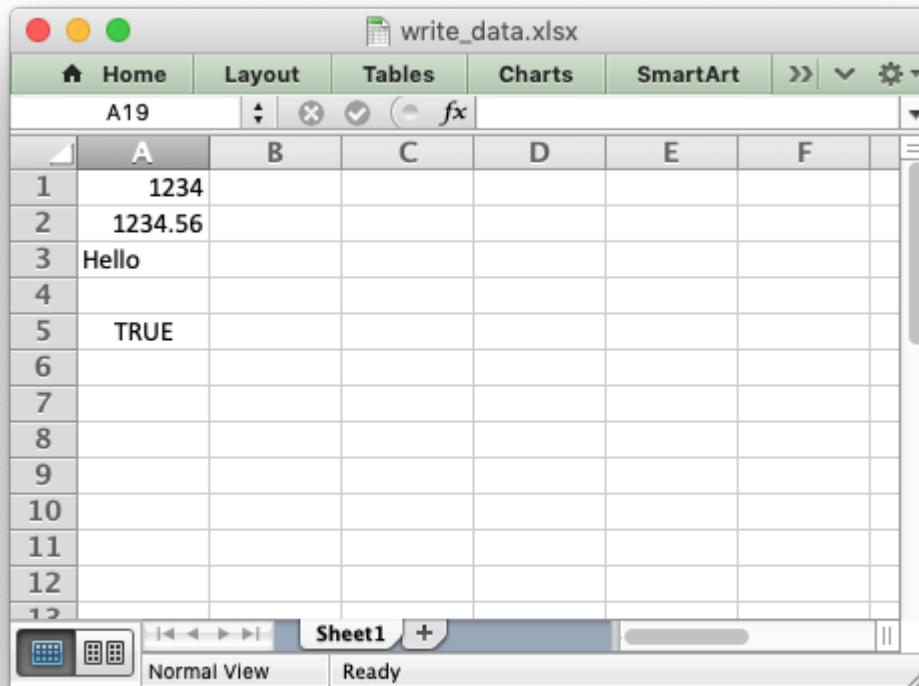 write_data.xlsx
Home Layout Tables Charts SmartArt
A19 fx
A B C D E F
1 1234
2 1234.56
3 Hello
4
5 TRUE
6
7
8
9
10
11
12
13
Sheet1 +
Normal View Ready